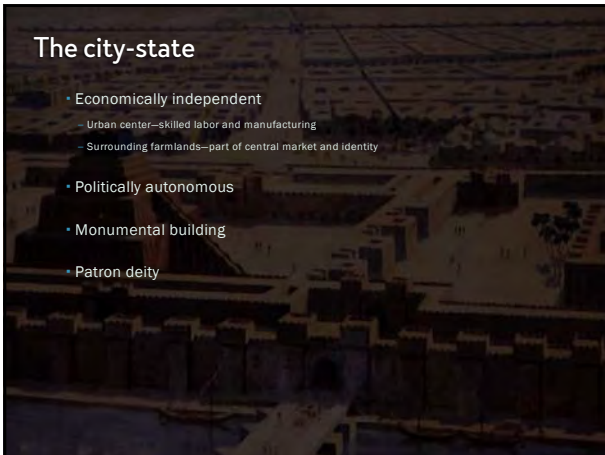 The city-state
▪ Economically independent
– Urban center—skilled labor and manufacturing
– Surrounding farmlands—part of central market and identity
▪ Politically autonomous
▪ Monumental building
▪ Patron deity